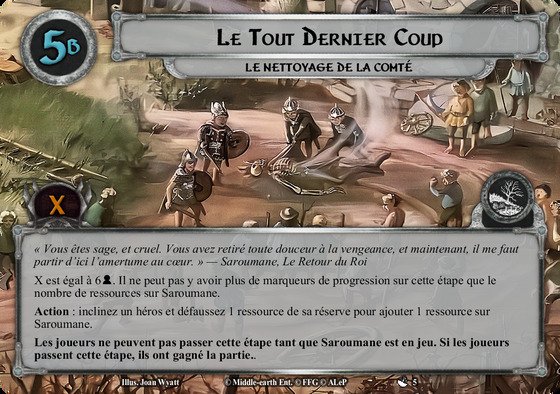 5B
Le Tout Dernier Coup
Le nettoyage de la Comté
X
« Vous êtes sage, et cruel. Vous avez retiré toute douceur à la vengeance, et maintenant, il me faut
partir d'ici l'amertume au cœur. » — Saroumane, Le Retour du Roi
X est égal à 6. Il ne peut pas y avoir plus de marqueurs de progression sur cette étape que le
nombre de ressources sur Saroumane.
Action : inclinez un héros et défaussez 1 ressource de sa réserve pour ajouter 1 ressource sur
Saroumane.
Les joueurs ne peuvent pas passer cette étape tant que Saroumane est en jeu. Si les joueurs
passent cette étape, ils ont gagné la partie..
Illus. Joan Wyatt © Middle-earth Ent. © FFG © ALeP 5